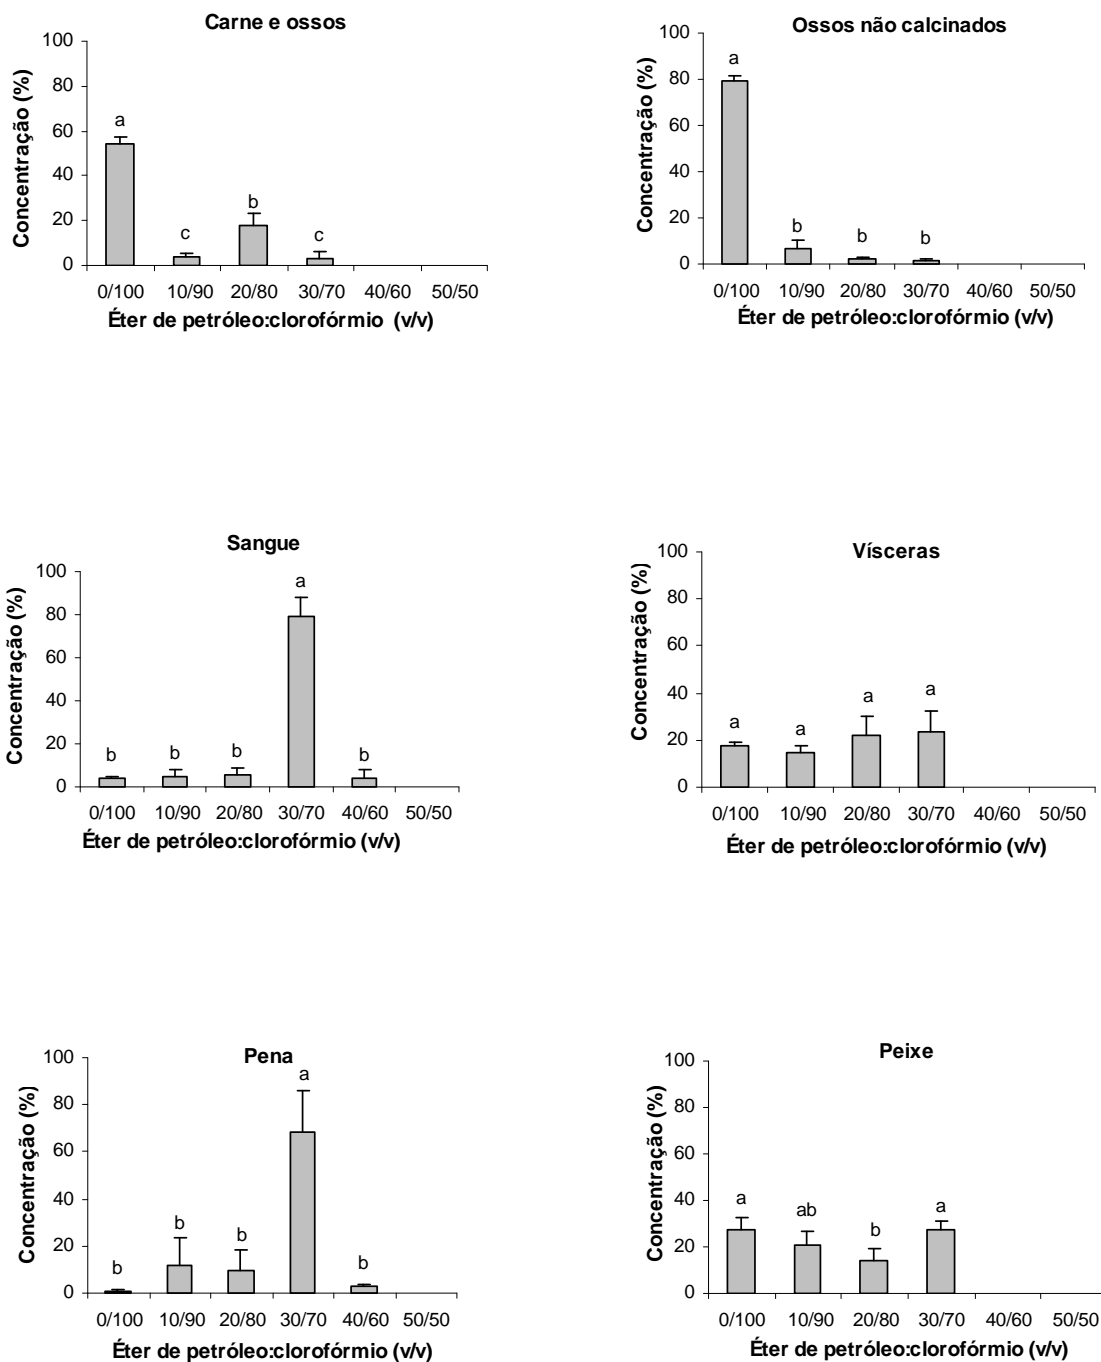 Carne e ossos
Concentração (%)
100
80
60
40
20
0
a
c
b
c
0/100 10/90 20/80 30/70 40/60 50/50
Éter de petróleo:clorofórmio (v/v)
Ossos não calcinados
Concentração (%)
100
80
60
40
20
0
a
b
b
b
0/100 10/90 20/80 30/70 40/60 50/50
Éter de petróleo:clorofórmio (v/v)
Sangue
Concentração (%)
100
80
60
40
20
0
b
b
b
a
b
0/100 10/90 20/80 30/70 40/60 50/50
Éter de petróleo:clorofórmio (v/v)
Vísceras
Concentração (%)
100
80
60
40
20
0
a
a
a
a
0/100 10/90 20/80 30/70 40/60 50/50
Éter de petróleo:clorofórmio (v/v)
Pena
Concentração (%)
100
80
60
40
20
0
b
b
b
a
b
0/100 10/90 20/80 30/70 40/60 50/50
Éter de petróleo:clorofórmio (v/v)
Peixe
Concentração (%)
100
80
60
40
20
0
a
ab
b
a
0/100 10/90 20/80 30/70 40/60 50/50
Éter de petróleo:clorofórmio (v/v)